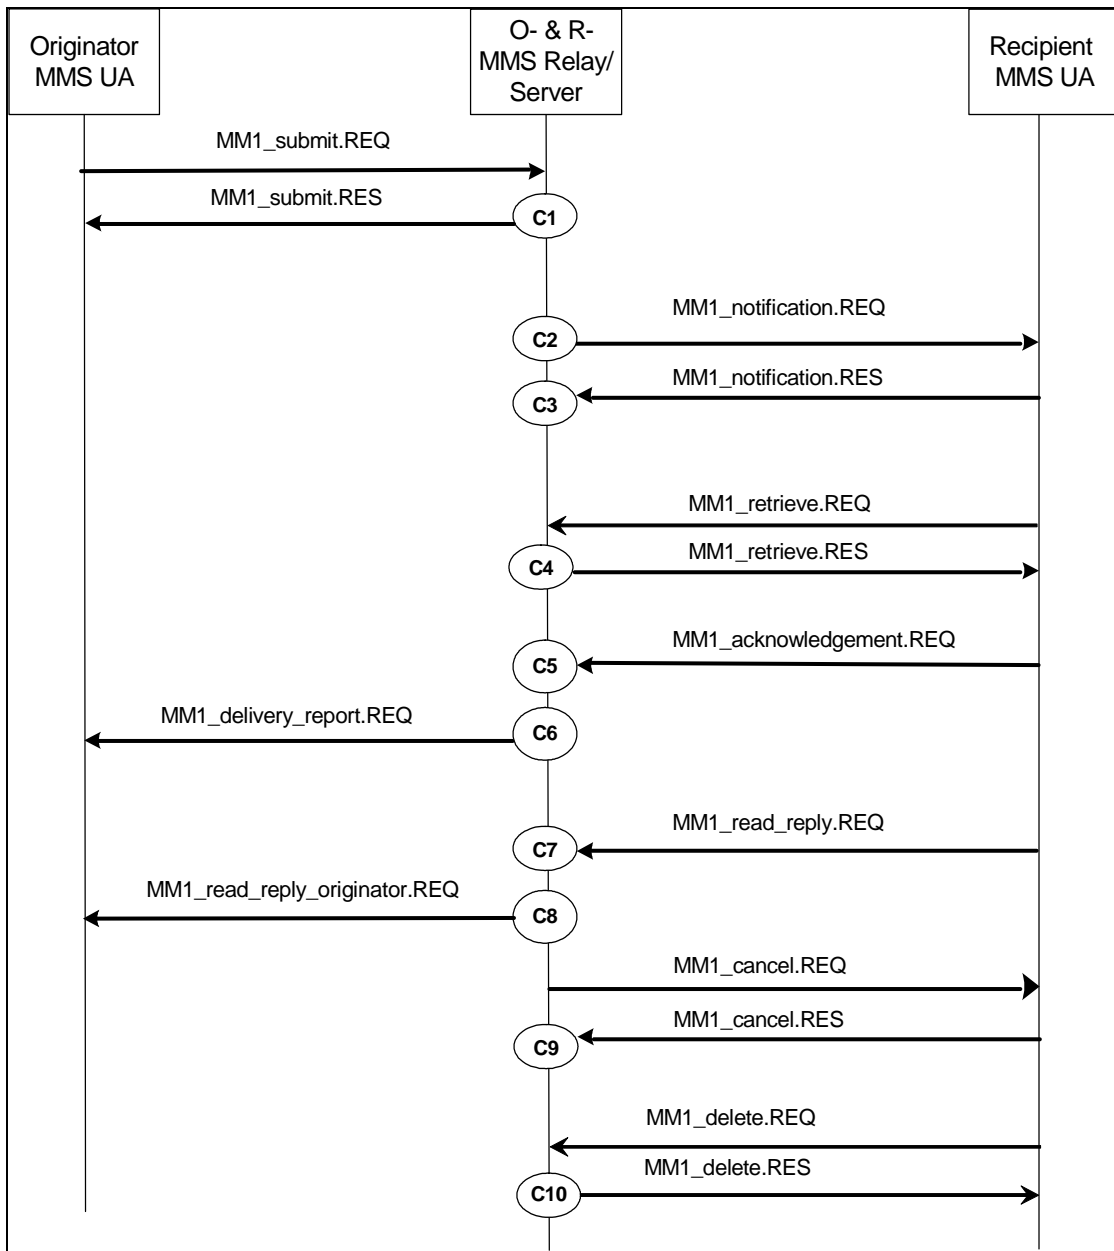 Originator
MMS UA
O- & R-
MMS Relay/
Server
Recipient
MMS UA
MM1_submit.REQ
MM1_submit.RES
C1
MM1_notification.REQ
C2
MM1_notification.RES
C3
MM1_retrieve.REQ
MM1_retrieve.RES
C4
MM1_acknowledgement.REQ
C5
MM1_delivery_report.REQ
C6
MM1_read_reply.REQ
C7
MM1_read_reply_originator.REQ
C8
MM1_cancel.REQ
MM1_cancel.RES
C9
MM1_delete.REQ
MM1_delete.RES
C10